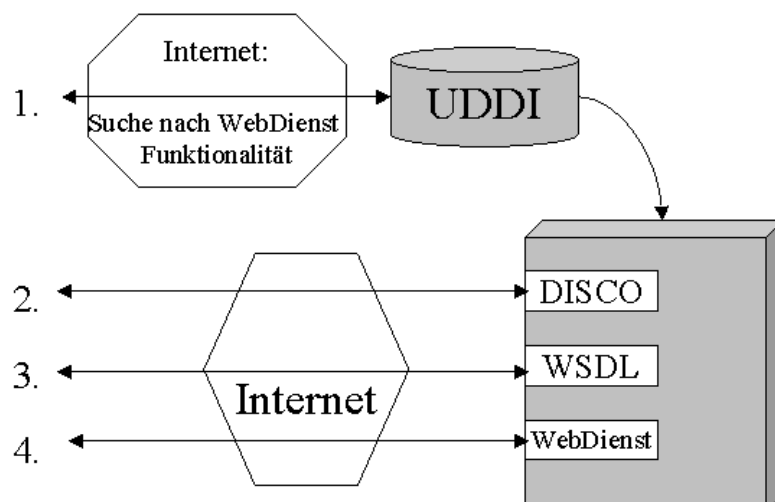 Internet:
1.
Suche nach WebDienst
Funktionalität
UDDI
2.
DISCO
3.
WSDL
Internet
4.
WebDienst